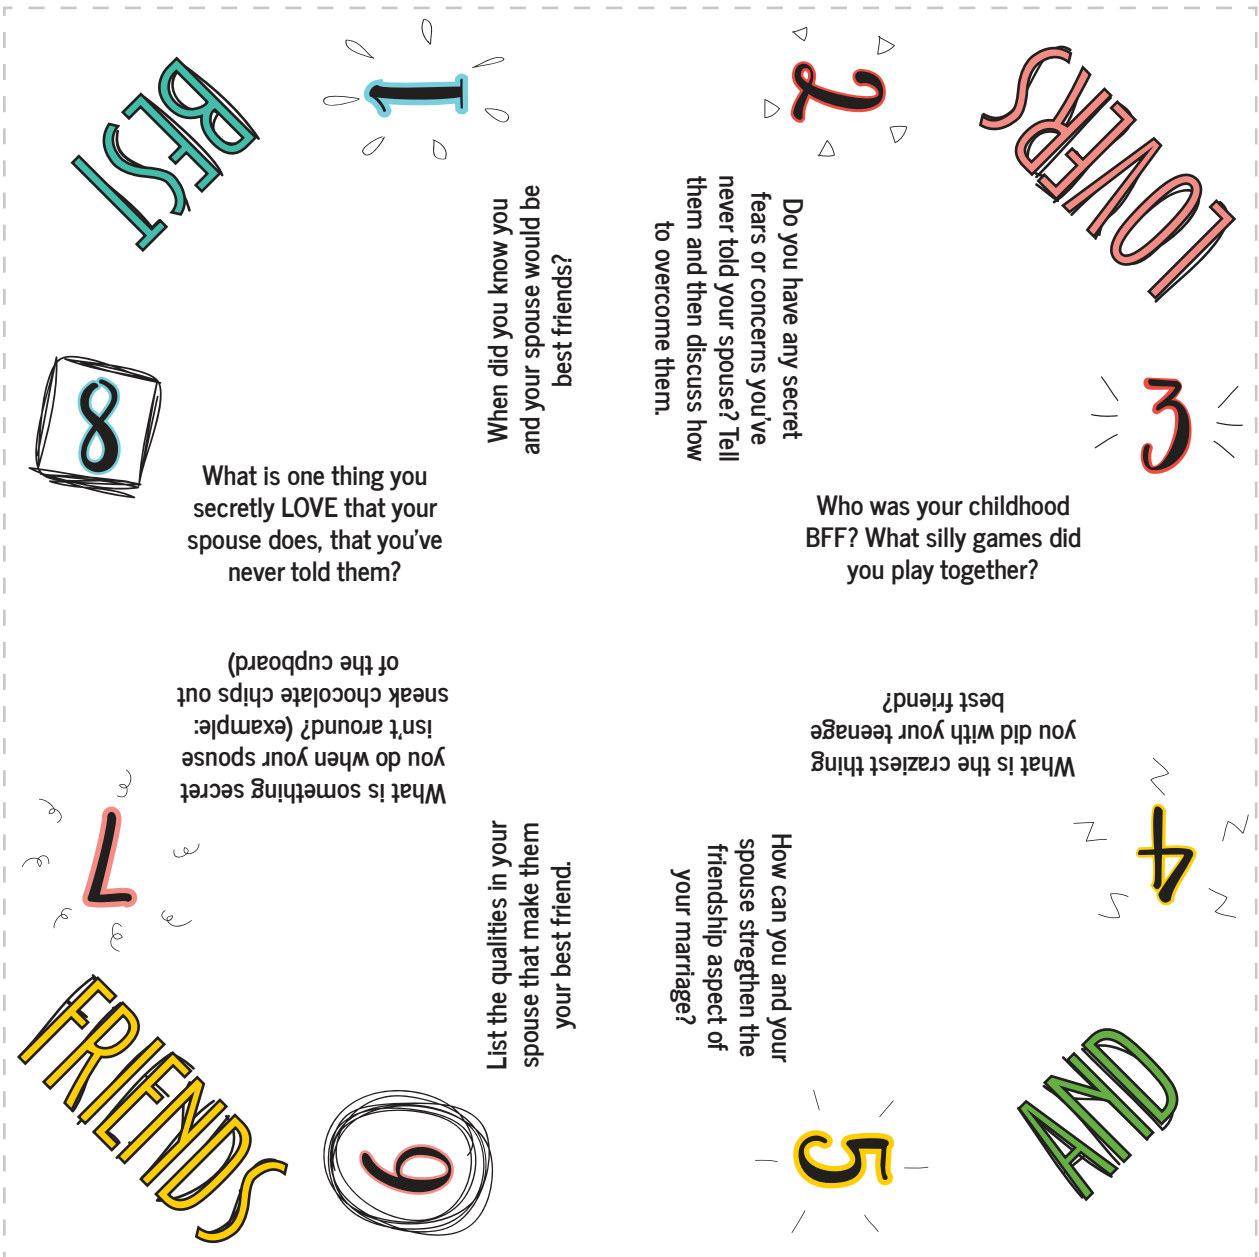 BEST
1
When did you know you
and your spouse would be
best friends?
2
Do you have any secret
fears or concerns you've
never told your spouse? Tell
them and then discuss how
to overcome them.
LOVERS
3
Who was your childhood
BFF? What silly games did
you play together?
4
What is the craziest thing
you did with your teenage
best friend?
AND
5
How can you and your
spouse stregthen the
friendship aspect of
your marriage?
6
List the qualities in your
spouse that make them
your best friend.
FRIENDS
7
What is something secret
you do when your spouse
isn't around? (example:
sneak chocolate chips out
of the cupboard)
8
What is one thing you
secretly LOVE that your
spouse does, that you've
never told them?